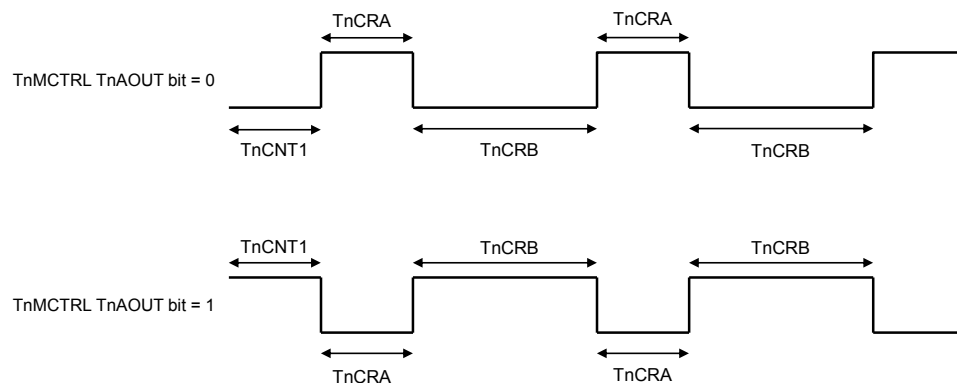 TnCRA TnCRA
TnMCTRL TnAOUT bit = 0
TnCNT1 TnCRB TnCRB
TnCNT1 TnCRB TnCRB
TnMCTRL TnAOUT bit = 1
TnCRA TnCRA